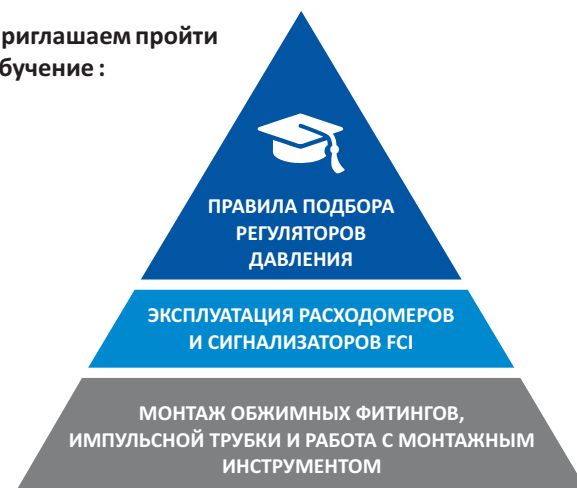 риглашаем пройти
бучение :
ПРАВИЛА ПОДБОРА
РЕГУЛЯТОРОВ
ДАВЛЕНИЯ
ЭКСПЛУАТАЦИЯ РАСХОДОМЕРОВ
И СИГНАЛИЗАТОРОВ FCI
МОНТАЖ ОБЖИМНЫХ ФИТИНГОВ,
ИМПУЛЬСНОЙ ТРУБКИ И РАБОТА С МОНТАЖНЫМ
ИНСТРУМЕНТОМ